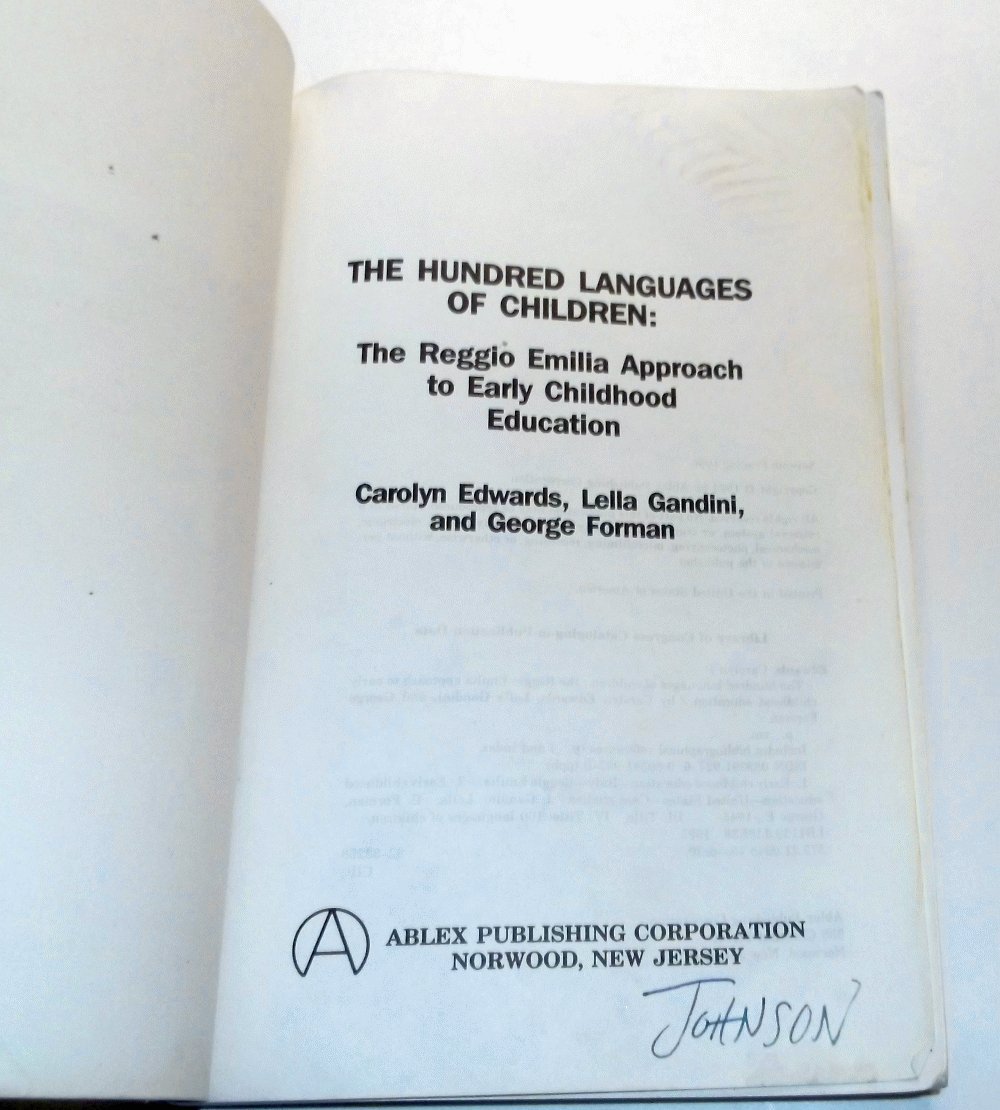 THE HUNDRED LANGUAGES
OF CHILDREN:
The Reggio Emilia Approach
to Early Childhood
Education
Carolyn Edwards, Lella Gandini,
and George Forman
ABLEX PUBLISHING CORPORATION
NORWOOD, NEW JERSEY
JOHNSON